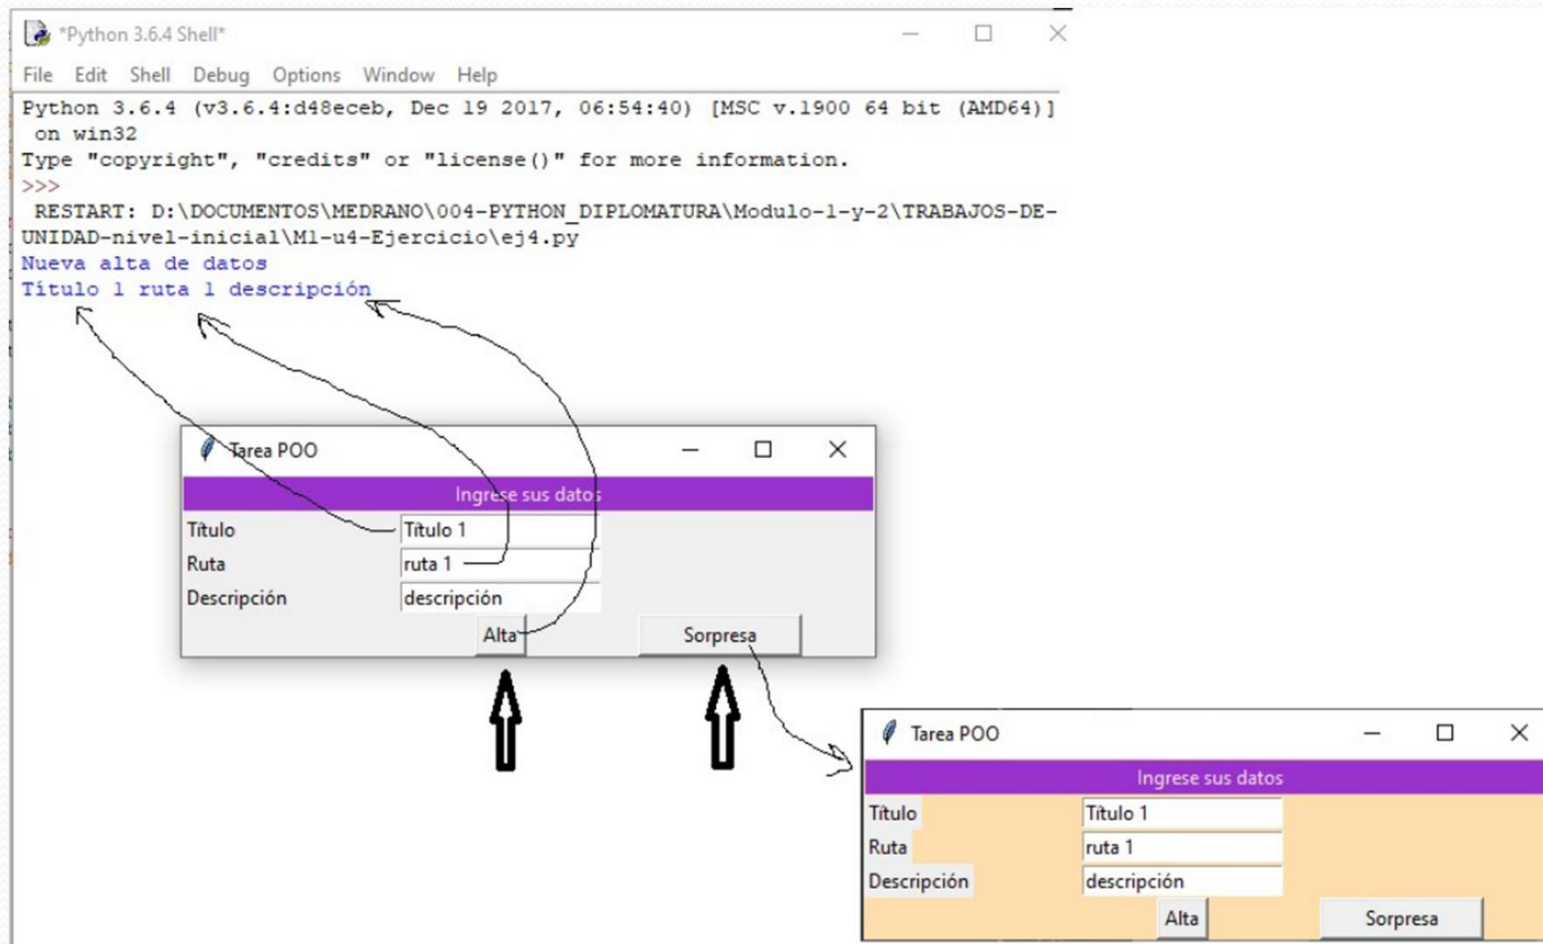 *Python 3.6.4 Shell*
File Edit Shell Debug Options Window Help
Python 3.6.4 (v3.6.4:d48eceb, Dec 19 2017, 06:54:40) [MSC v.1900 64 bit (AMD64)]
on win32
Type "copyright", "credits" or "license()" for more information.
>>>
RESTART: D:\DOCUMENTOS\MEDRANO\004-PYTHON_DIPLOMATURA\Modulo-1-y-2\TRABAJOS-DE-
UNIDAD-nivel-inicial\M1-u4-Ejercicio\ej4.py
Nueva alta de datos
Título 1 ruta 1 descripción
Tarea POO
Ingrese sus datos
Título Título 1
Ruta ruta 1
Descripción descripción
Alta Sorpresa
Tarea POO
Ingrese sus datos
Título Título 1
Ruta ruta 1
Descripción descripción
Alta Sorpresa